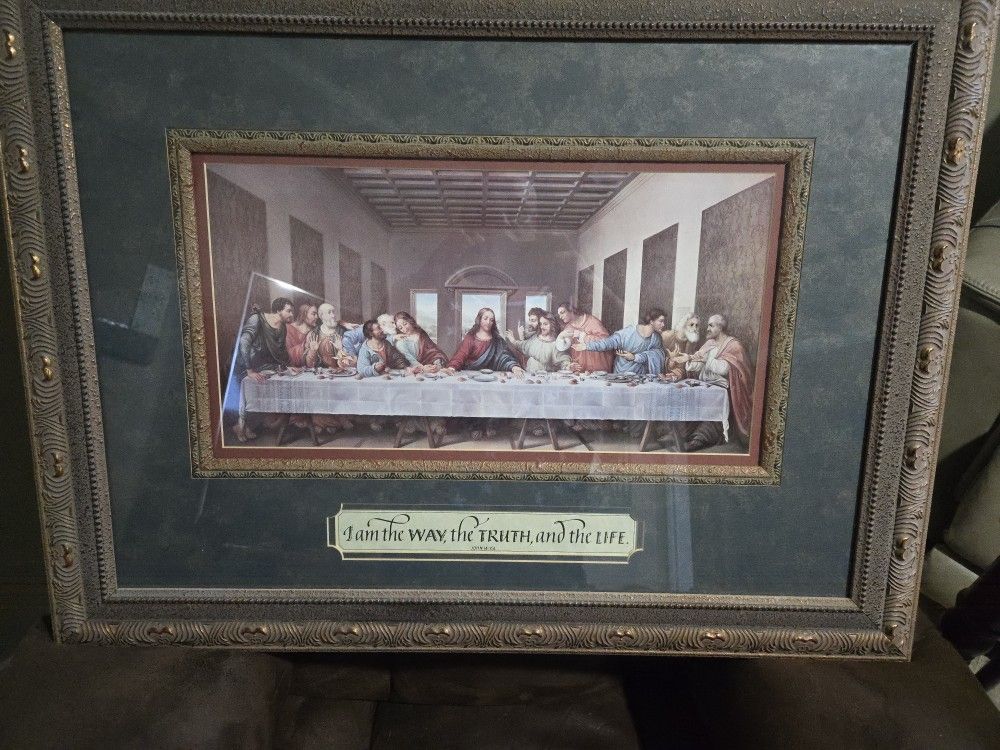 I am the WAY, the TRUTH, and the LIFE.